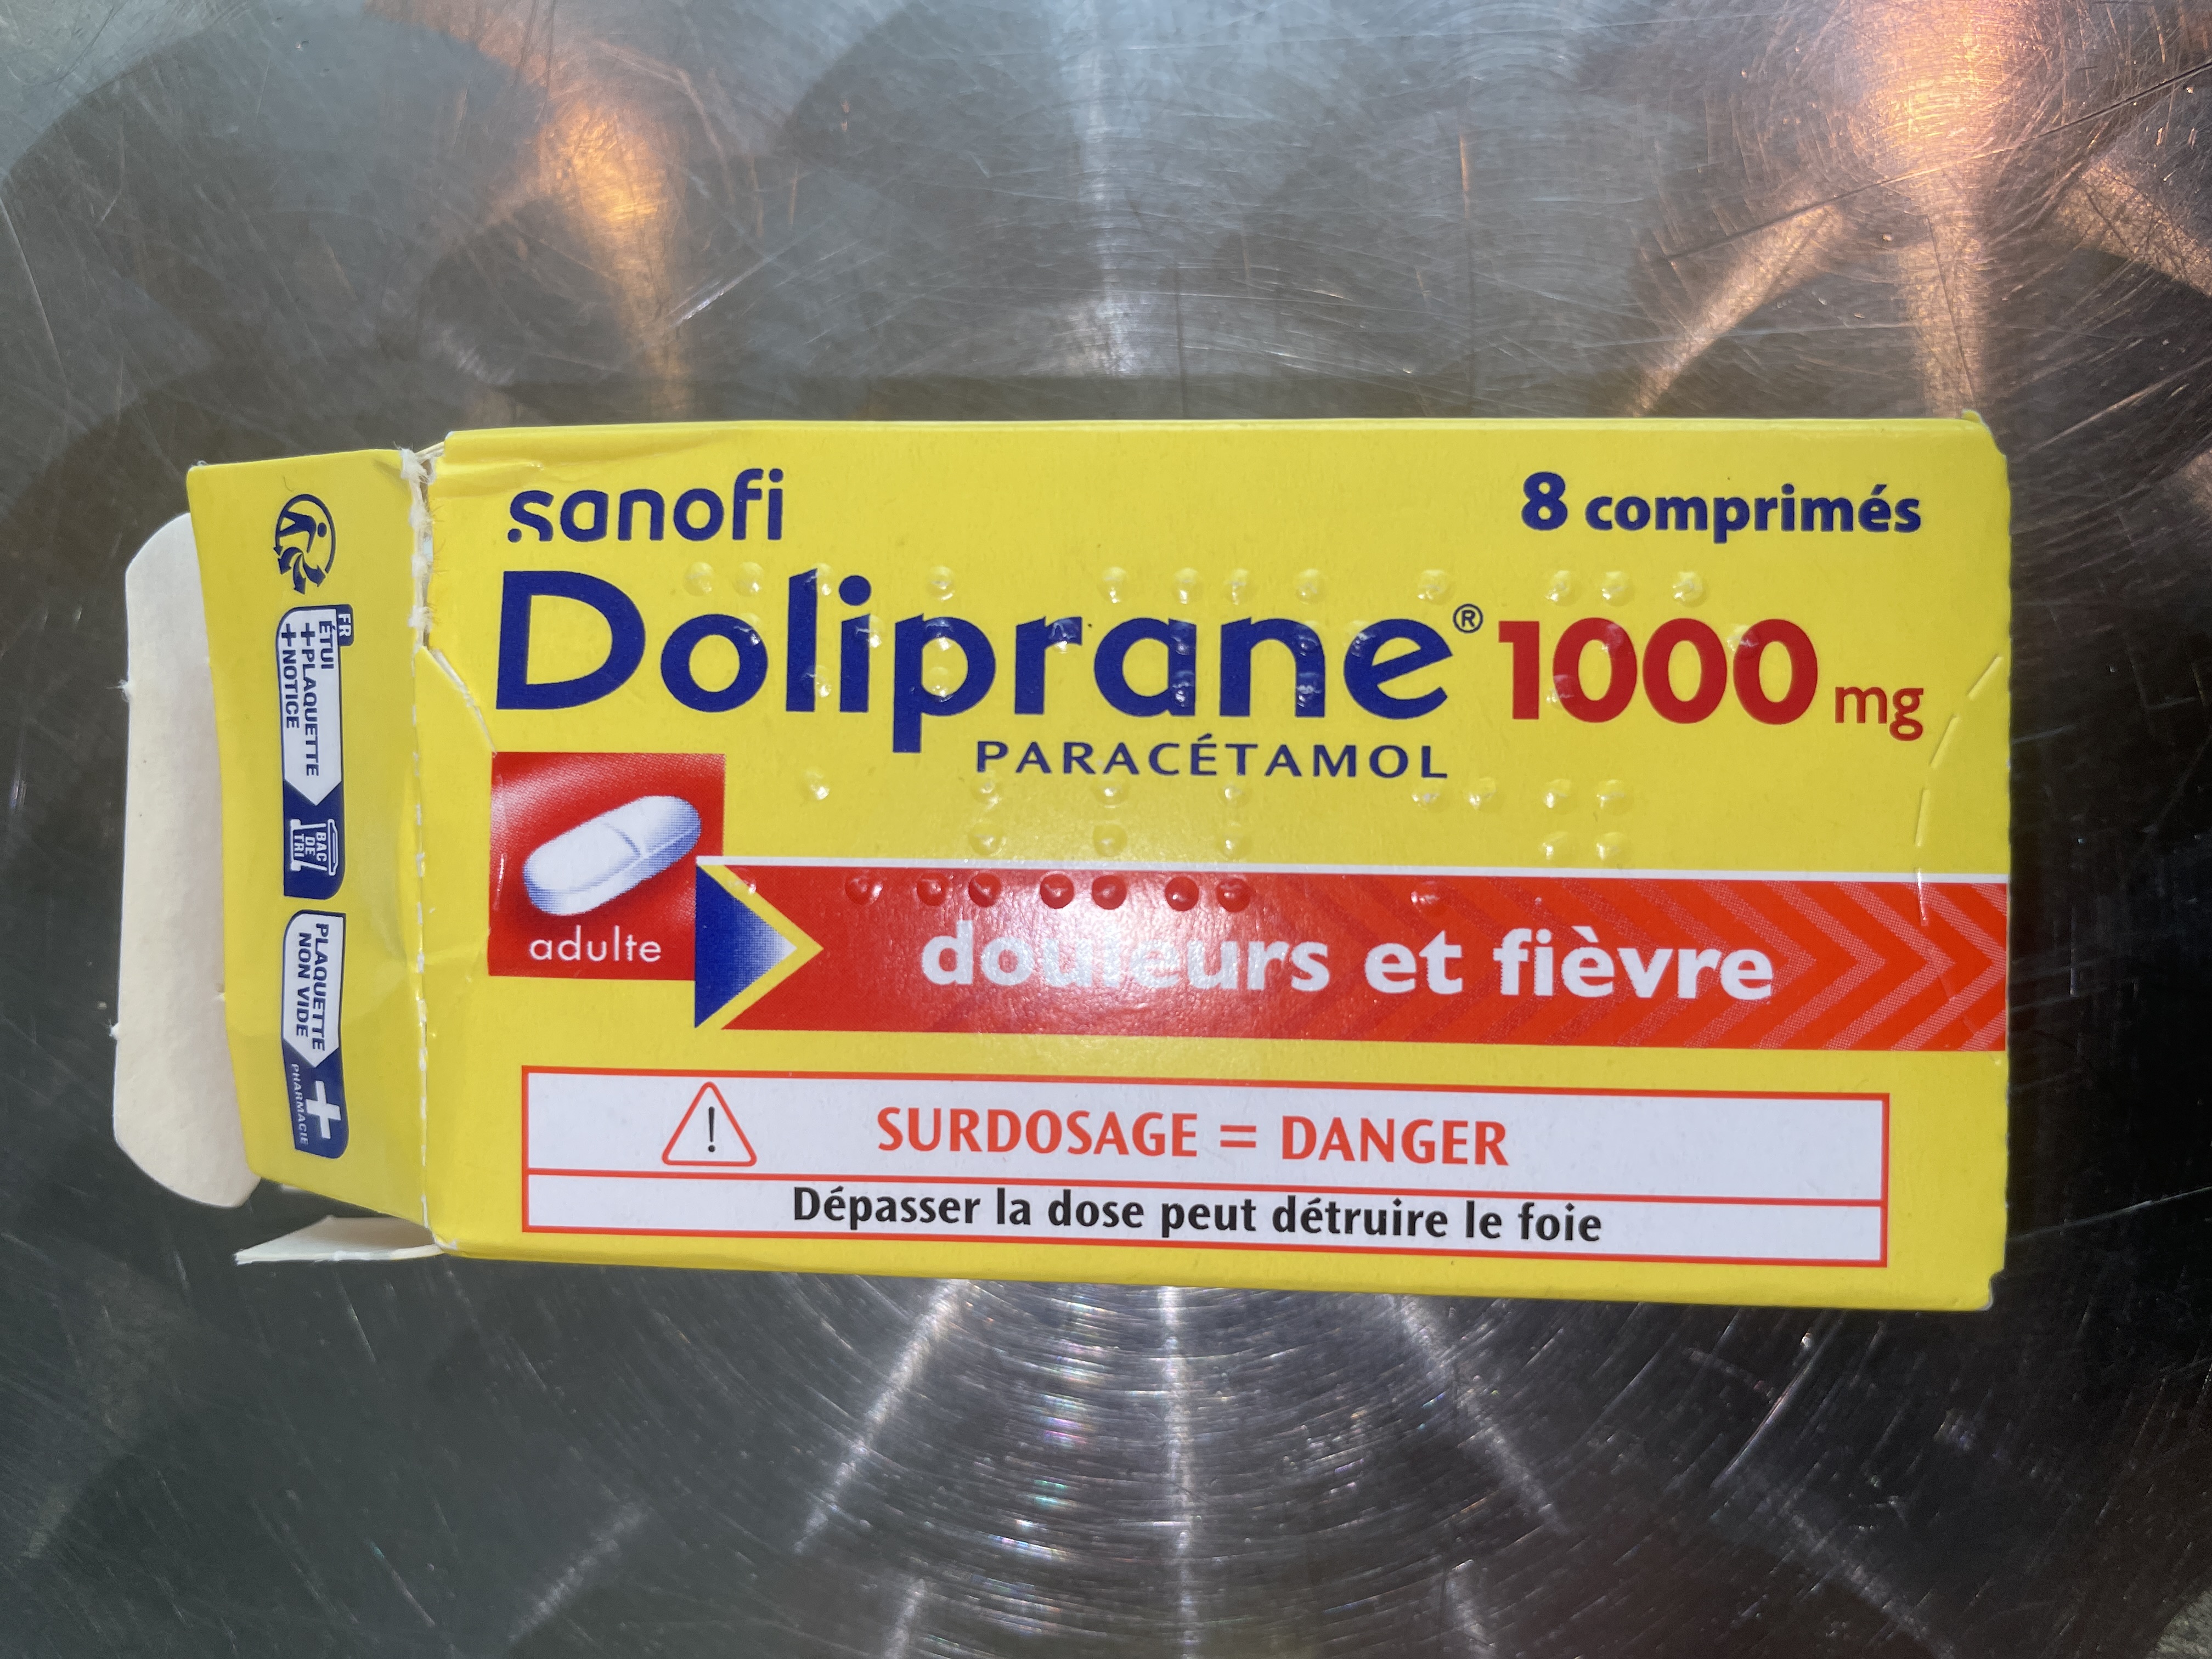 sanofi
8 comprimés
Doliprane® 1000 mg
PARACÉTAMOL
adulte
douleurs et fièvre
SURDOSAGE = DANGER
Dépasser la dose peut détruire le foie
FR
ÉTUI
+PLAQUETTE
+NOTICE
BAC
DE
TRI
PLAQUETTE
NON VIDE
PHARMACIE